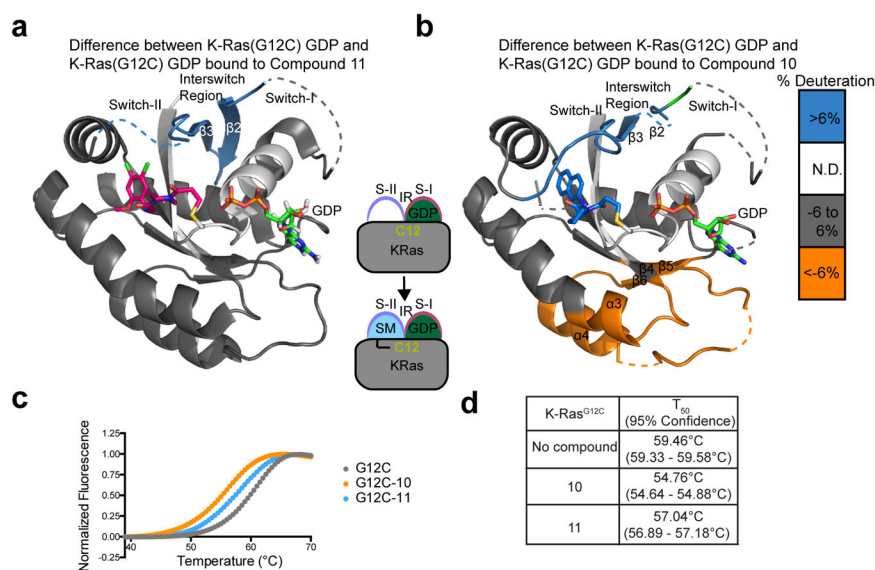 a
Difference between K-Ras(G12C) GDP and
K-Ras(G12C) GDP bound to Compound 11
Interswitch
Region
Switch-II
Switch-I
β3
β2
GDP
S-II
IR
S-I
GDP
C12
KRas
S-II
IR
S-I
SM
GDP
C12
KRas
b
Difference between K-Ras(G12C) GDP and
K-Ras(G12C) GDP bound to Compound 10
Interswitch
Region
Switch-II
Switch-I
β3
β2
GDP
β4
β5
β6
α3
α4
% Deuteration
>6%
N.D.
-6 to
6%
<-6%
c
Normalized Fluorescence
1.25
1.00
0.75
0.50
0.25
0.00
-0.25
40
50
60
70
Temperature (°C)
G12C
G12C-10
G12C-11
d
K-Ras^G12C
T50
(95% Confidence)
No compound
59.46°C
(59.33 - 59.58°C)
10
54.76°C
(54.64 - 54.88°C)
11
57.04°C
(56.89 - 57.18°C)